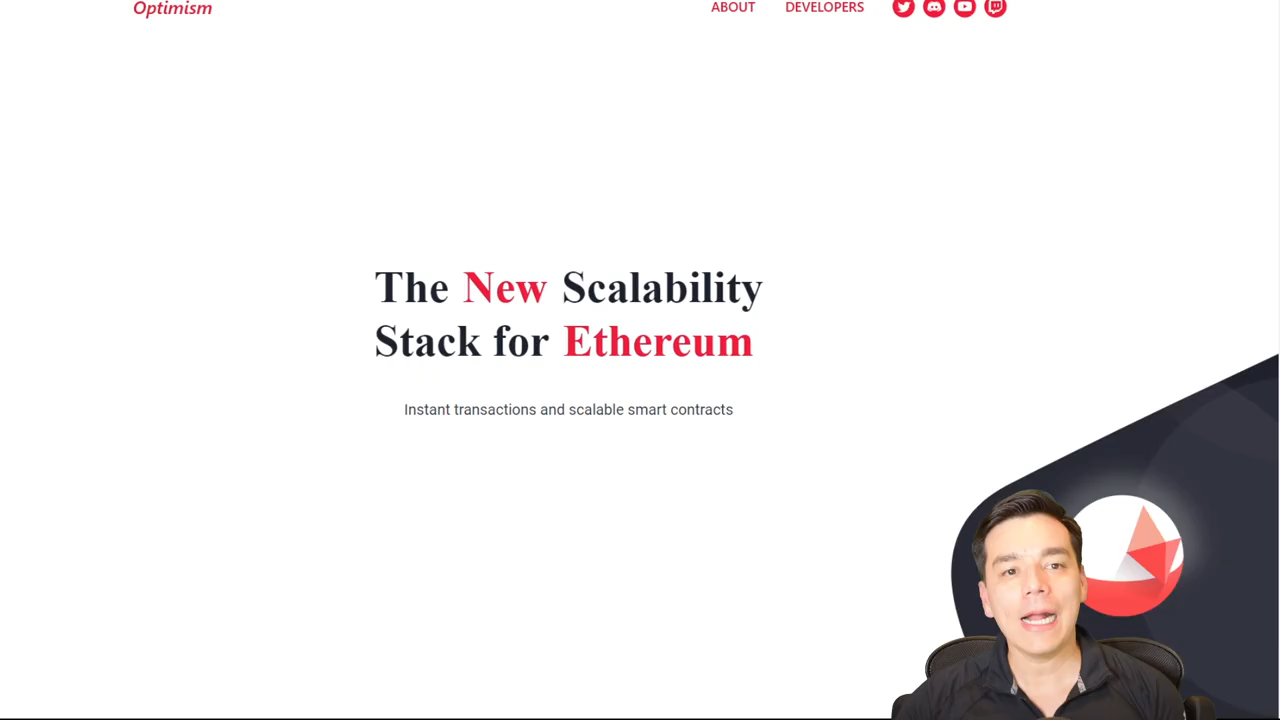 Optimism
ABOUT DEVELOPERS
The New Scalability
Stack for Ethereum
Instant transactions and scalable smart contracts